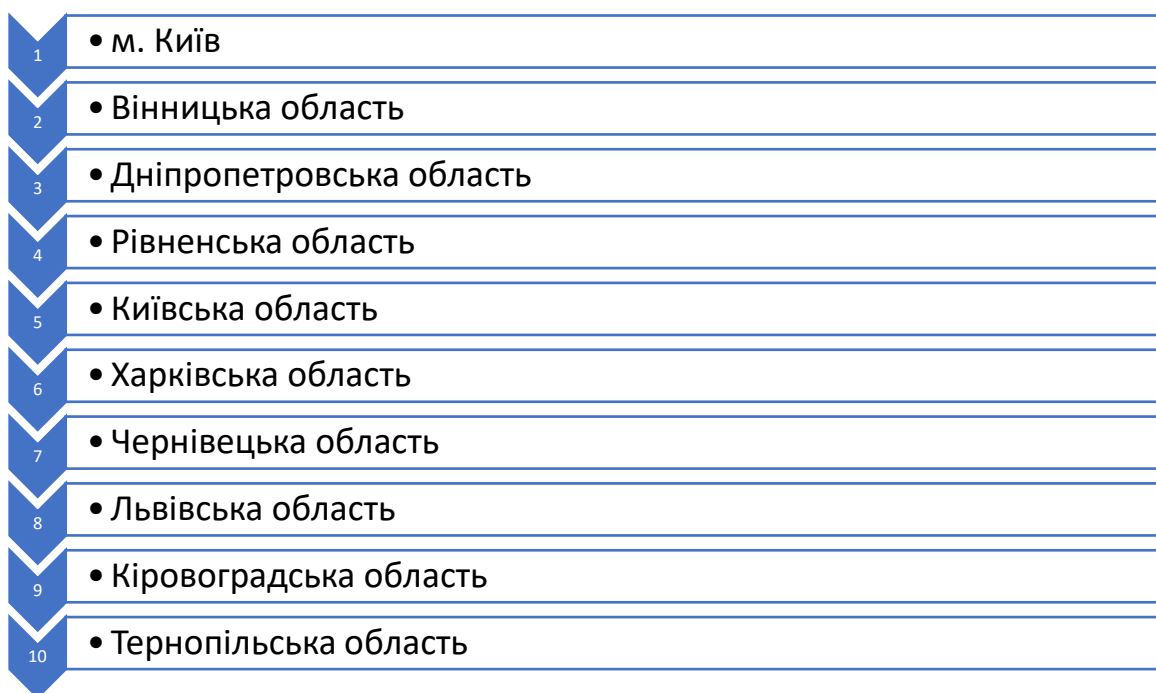 1 • м. Київ
2 • Вінницька область
3 • Дніпропетровська область
4 • Рівненська область
5 • Київська область
6 • Харківська область
7 • Чернівецька область
8 • Львівська область
9 • Кіровоградська область
10 • Тернопільська область